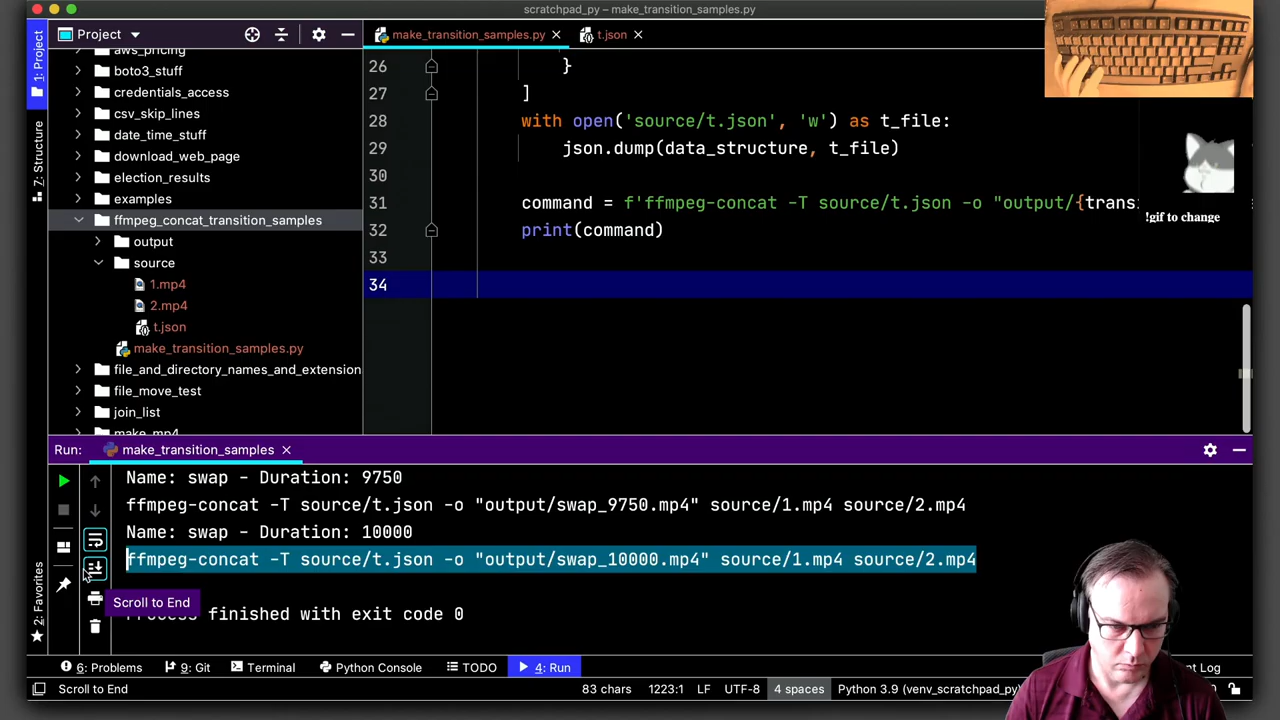 scratchpad_py – make_transition_samples.py
1: Project
Project
make_transition_samples.py
t.json
aws_pricing
boto3_stuff
credentials_access
csv_skip_lines
date_time_stuff
download_web_page
election_results
examples
ffmpeg_concat_transition_samples
output
source
1.mp4
2.mp4
t.json
make_transition_samples.py
file_and_directory_names_and_extension
file_move_test
join_list
make_mp4
7: Structure
26 }
27 ]
28 with open('source/t.json', 'w') as t_file:
29 json.dump(data_structure, t_file)
30
31 command = f'ffmpeg-concat -T source/t.json -o "output/{trans
32 print(command)
33
34
!gif to change
Run: make_transition_samples
Name: swap - Duration: 9750
ffmpeg-concat -T source/t.json -o "output/swap_9750.mp4" source/1.mp4 source/2.mp4
Name: swap - Duration: 10000
ffmpeg-concat -T source/t.json -o "output/swap_10000.mp4" source/1.mp4 source/2.mp4
Scroll to End
finished with exit code 0
2: Favorites
6: Problems
9: Git
Terminal
Python Console
TODO
4: Run
t Log
Scroll to End
83 chars
1223:1
LF
UTF-8
4 spaces
Python 3.9 (venv_scratchpad_py)